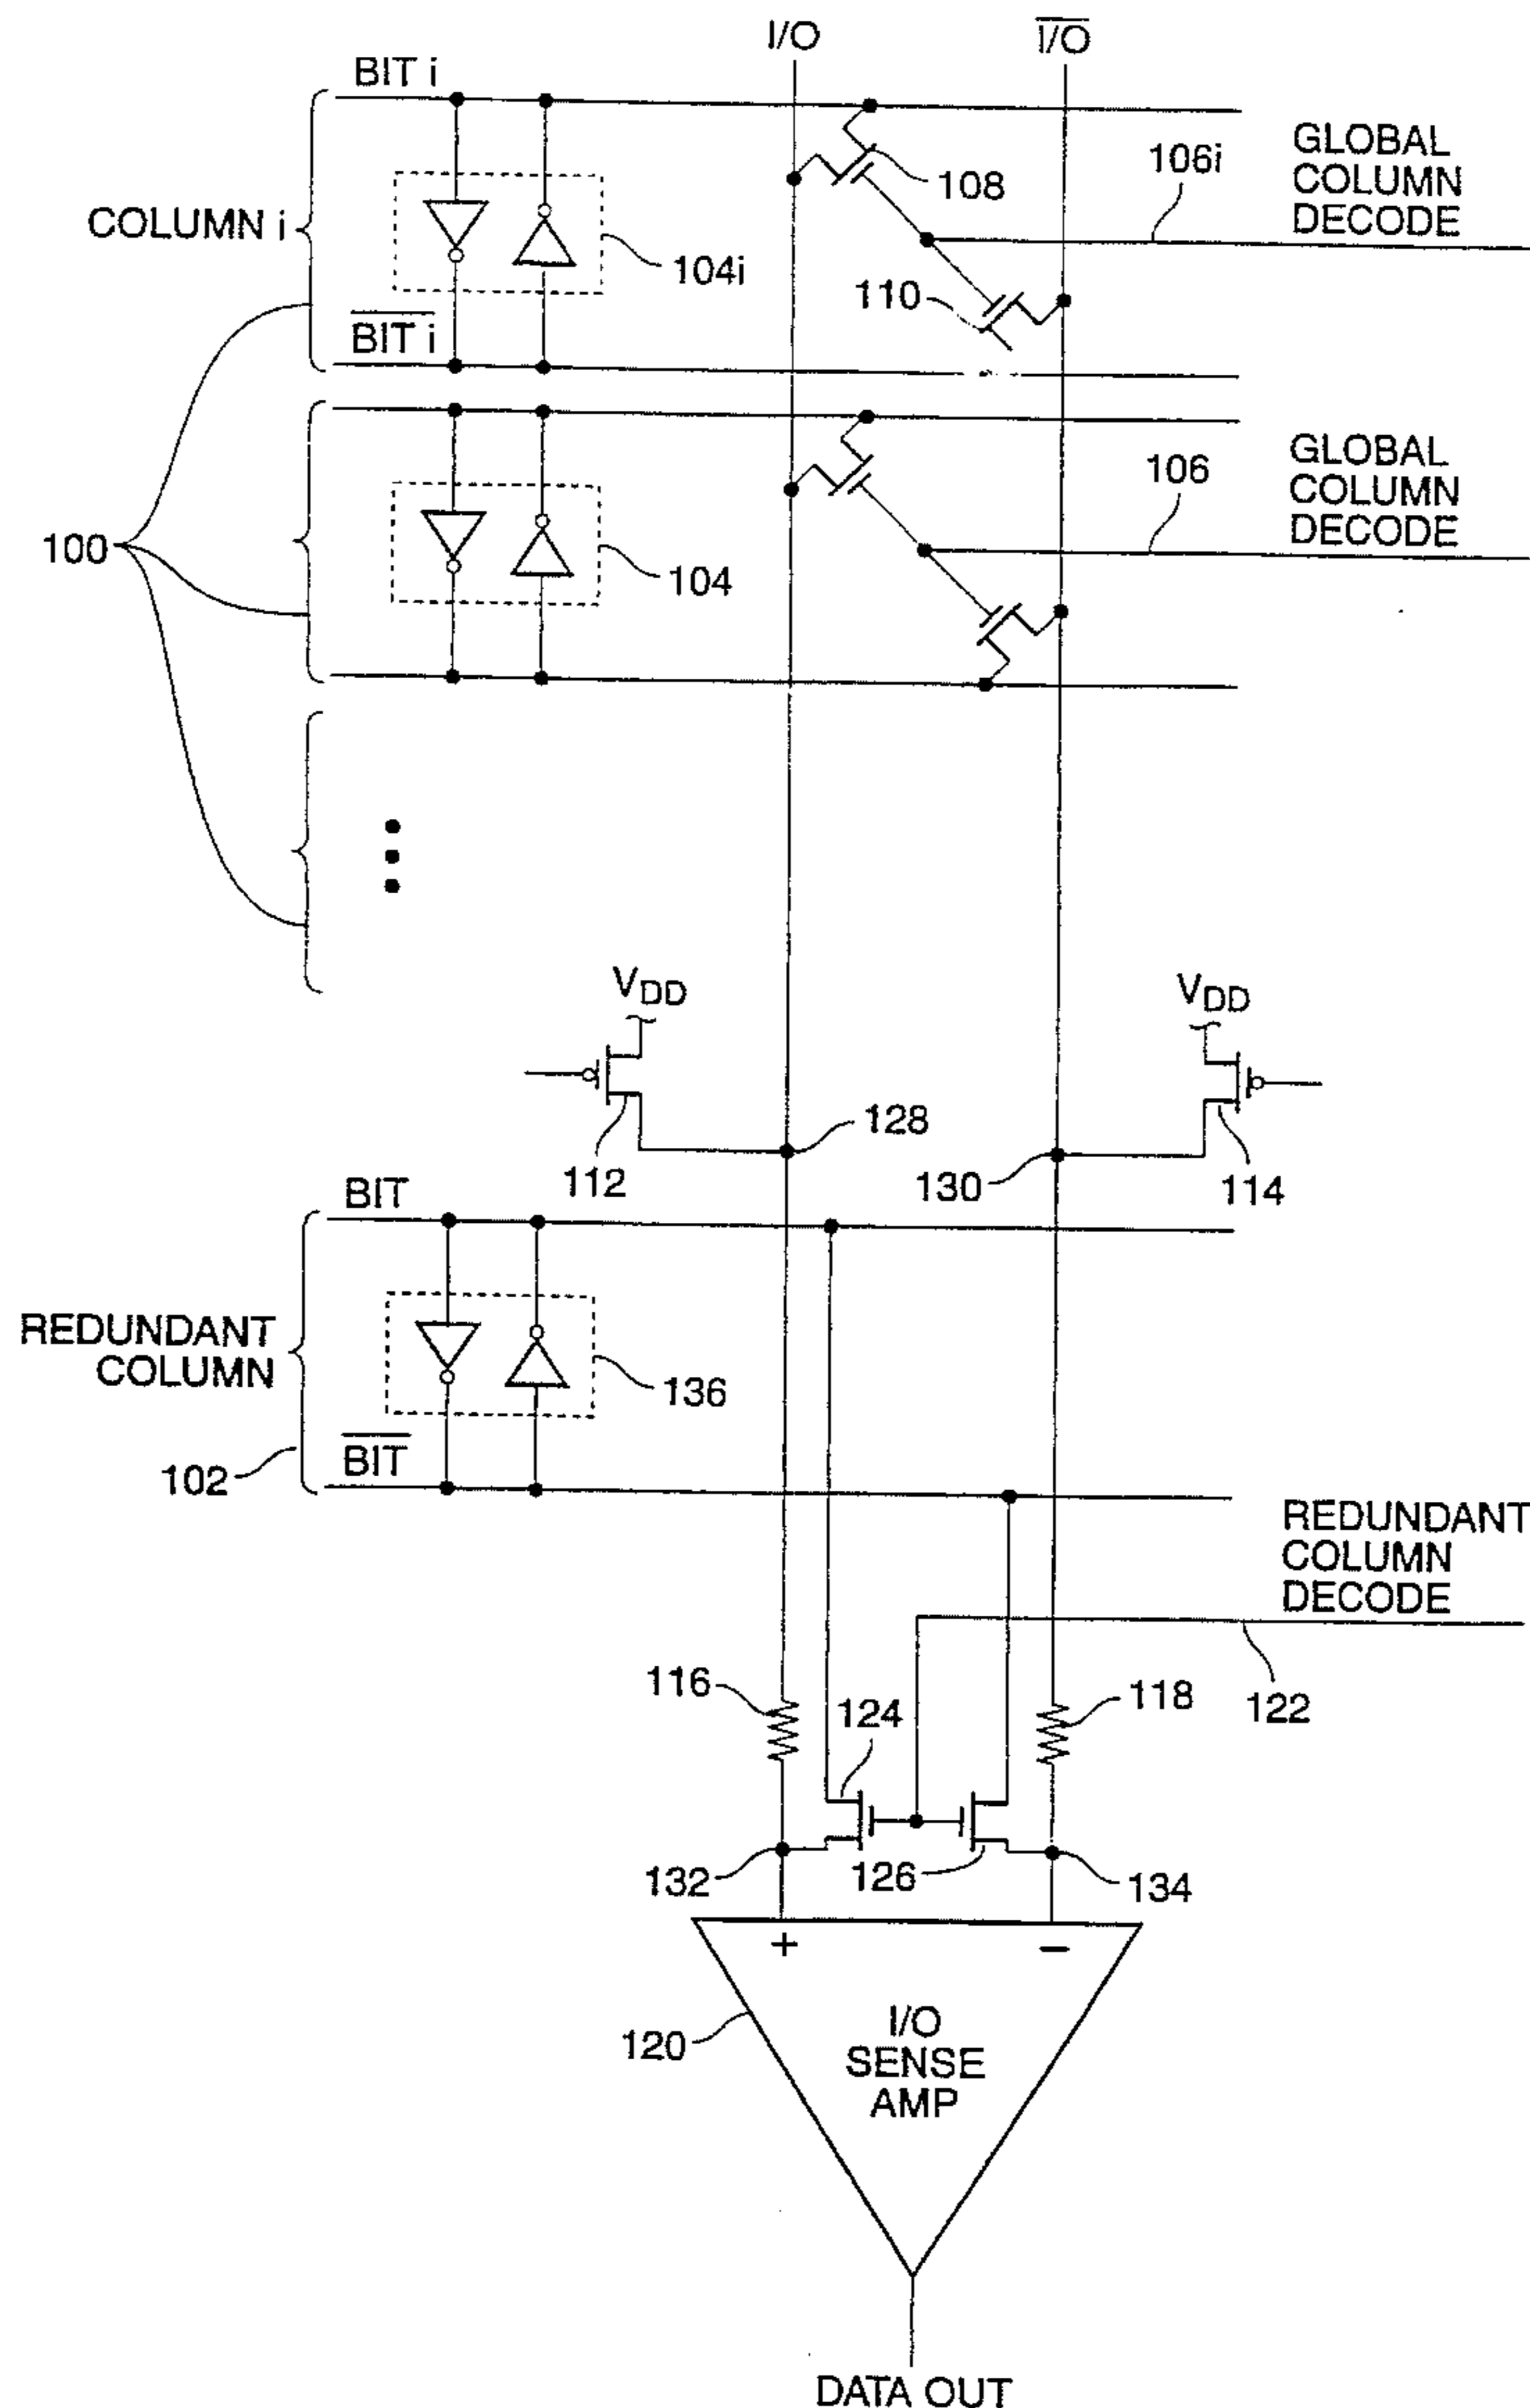 I/O I/O
BIT i
GLOBAL
COLUMN
DECODE
106i
108
COLUMN i
104i
110
BIT i
GLOBAL
COLUMN
DECODE
106
100
104
VDD VDD
128
112
130
114
BIT
REDUNDANT
COLUMN
136
BIT
102
REDUNDANT
COLUMN
DECODE
116
124
118
122
132
126
134
+ −
I/O
SENSE
AMP
120
DATA OUT